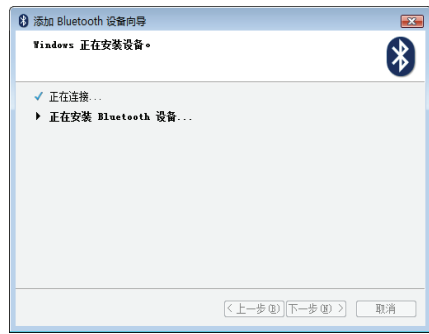 添加 Bluetooth 设备向导
Windows 正在安装设备。
✓ 正在连接...
▶ 正在安装 Bluetooth 设备...
< 上一步(B) 下一步(N) > 取消